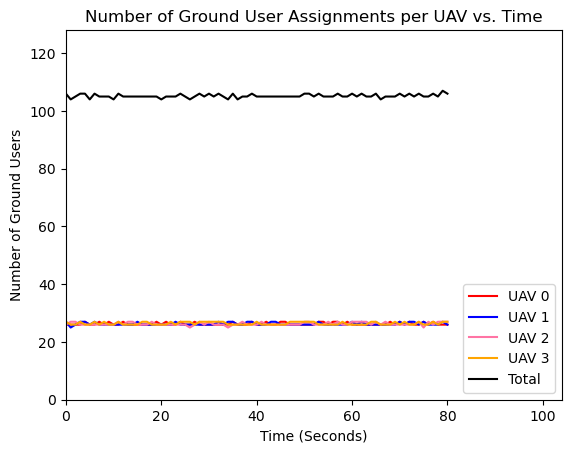 Number of Ground User Assignments per UAV vs. Time
Number of Ground Users
120
100
80
60
40
20
0
0 20 40 60 80 100
Time (Seconds)
UAV 0
UAV 1
UAV 2
UAV 3
Total